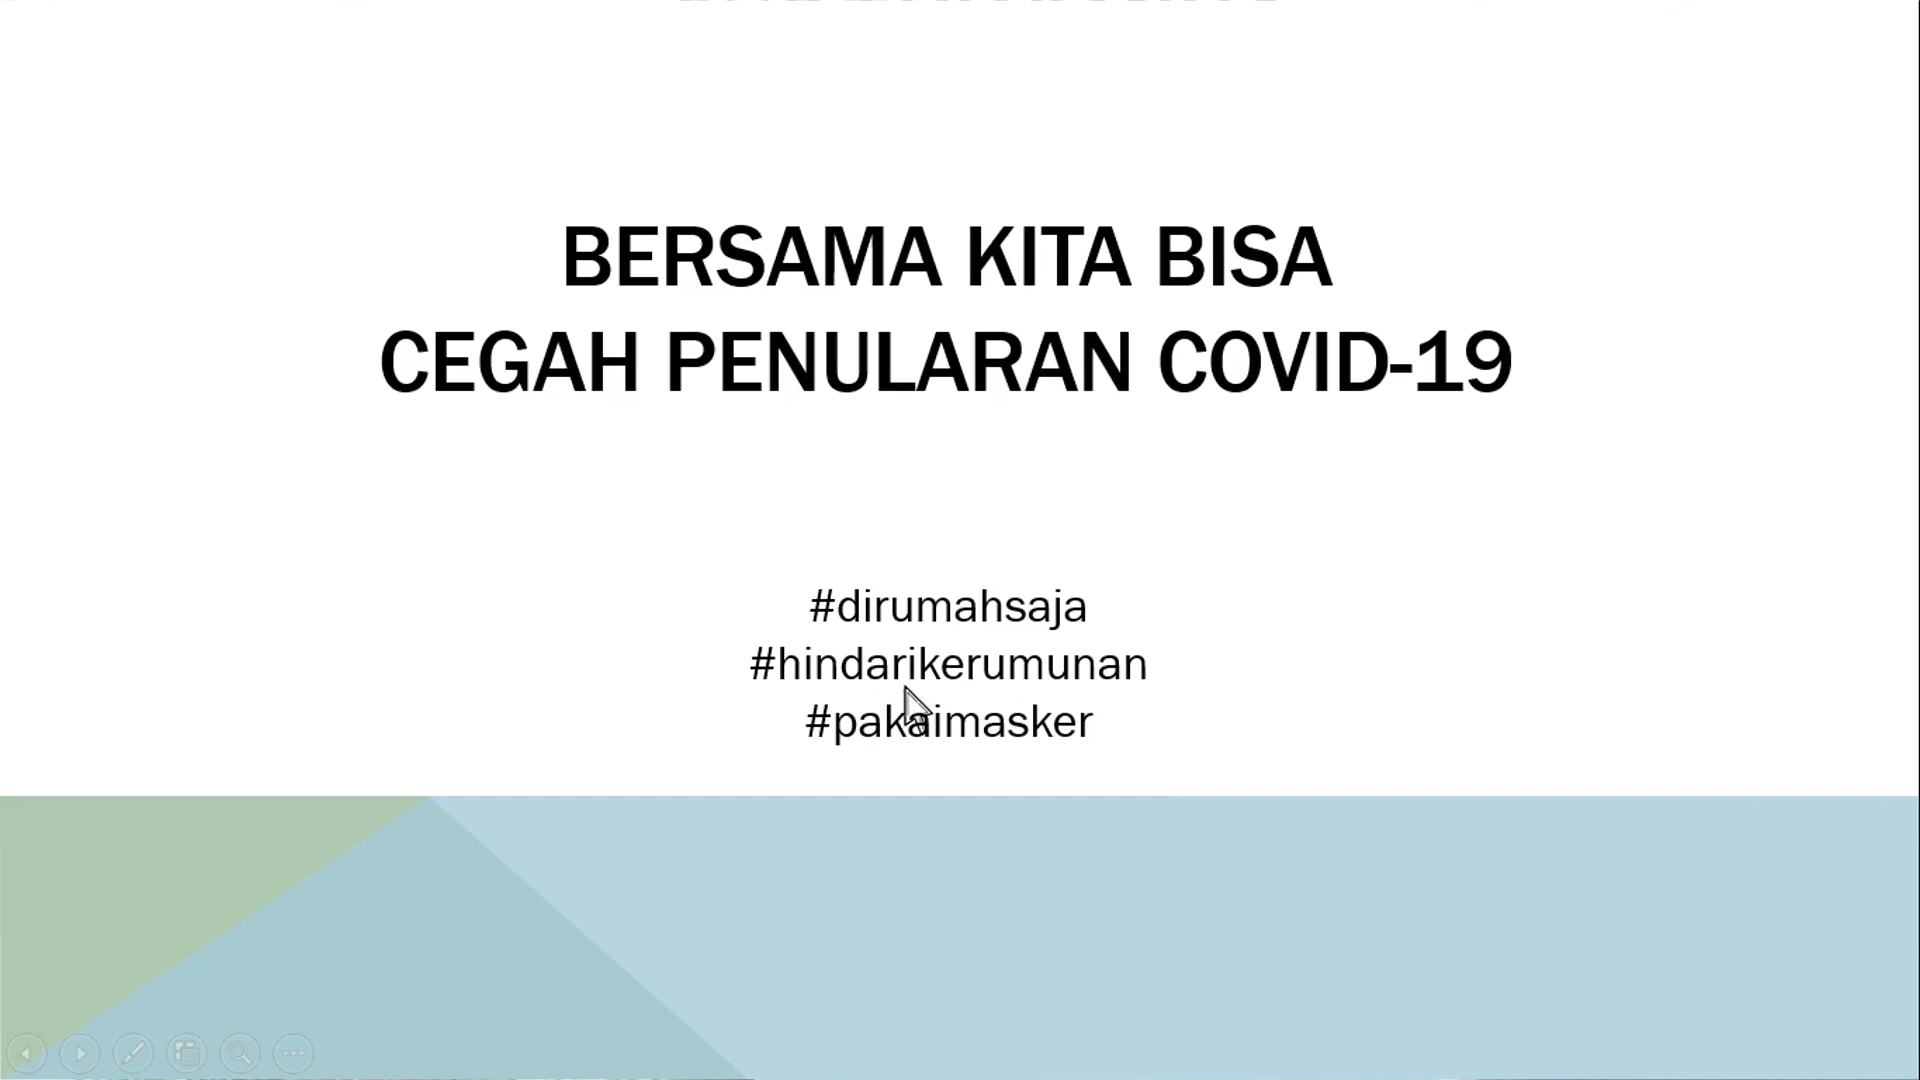 BERSAMA KITA BISA
CEGAH PENULARAN COVID-19
#dirumahsaja
#hindarikerumunan
#pakaimasker